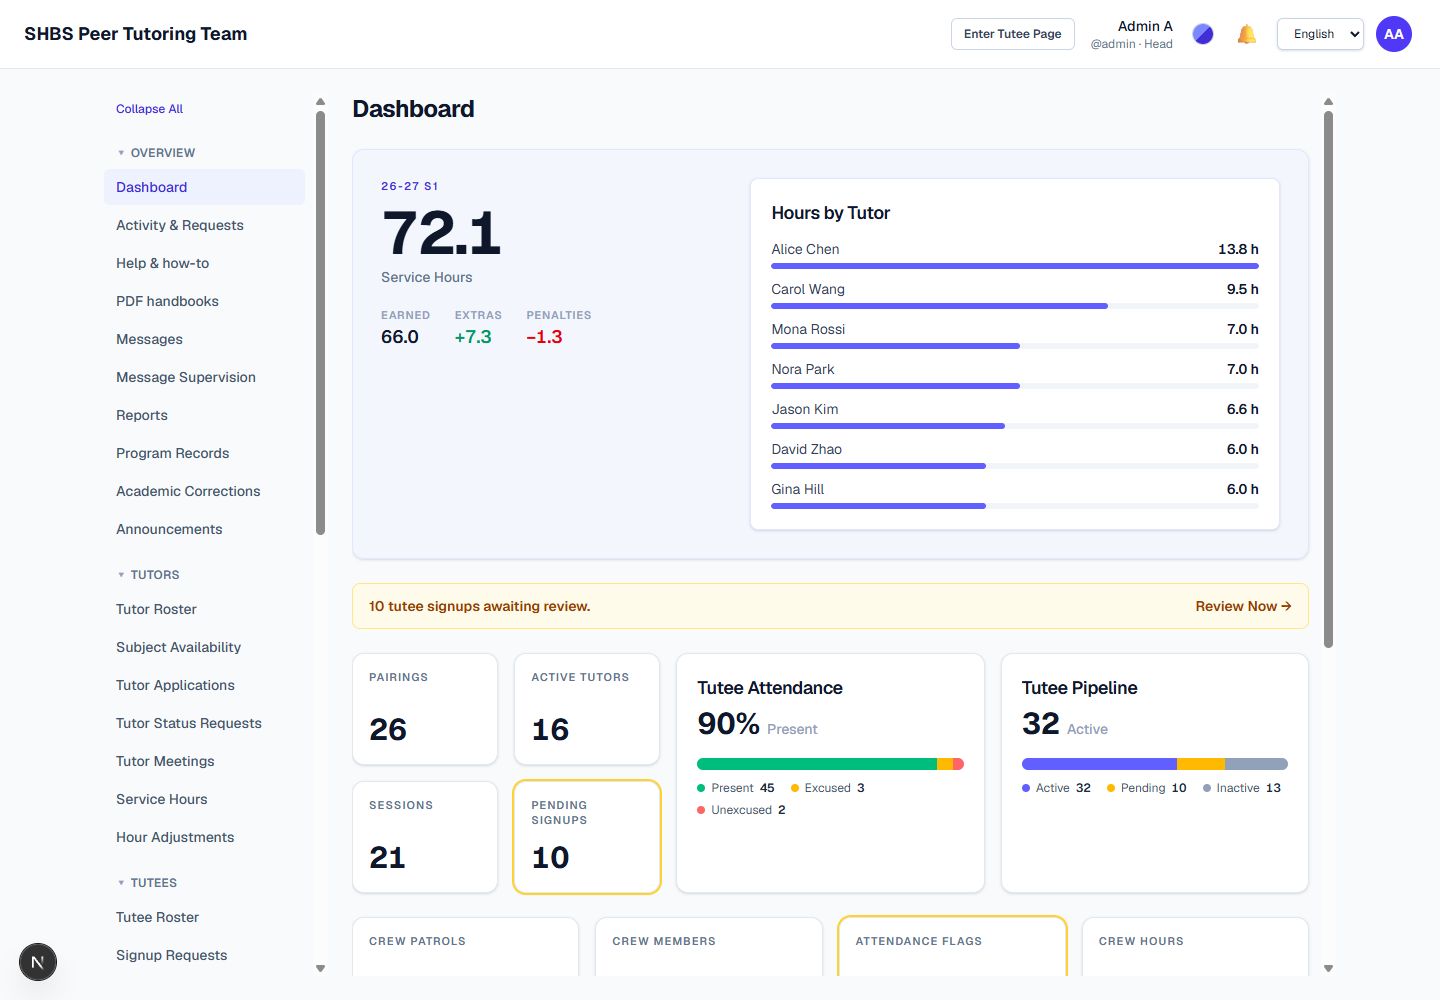 SHBS Peer Tutoring Team
Enter Tutee Page
Admin A
@admin · Head
English
AA
Collapse All
OVERVIEW
Dashboard
Activity & Requests
Help & how-to
PDF handbooks
Messages
Message Supervision
Reports
Program Records
Academic Corrections
Announcements
TUTORS
Tutor Roster
Subject Availability
Tutor Applications
Tutor Status Requests
Tutor Meetings
Service Hours
Hour Adjustments
TUTEES
Tutee Roster
Signup Requests
N
Dashboard
26-27 S1
72.1
Service Hours
EARNED EXTRAS PENALTIES
66.0 +7.3 −1.3
Hours by Tutor
Alice Chen 13.8 h
Carol Wang 9.5 h
Mona Rossi 7.0 h
Nora Park 7.0 h
Jason Kim 6.6 h
David Zhao 6.0 h
Gina Hill 6.0 h
10 tutee signups awaiting review.
Review Now →
PAIRINGS
26
ACTIVE TUTORS
16
SESSIONS
21
PENDING
SIGNUPS
10
Tutee Attendance
90% Present
Present 45 Excused 3
Unexcused 2
Tutee Pipeline
32 Active
Active 32 Pending 10 Inactive 13
CREW PATROLS
CREW MEMBERS
ATTENDANCE FLAGS
CREW HOURS